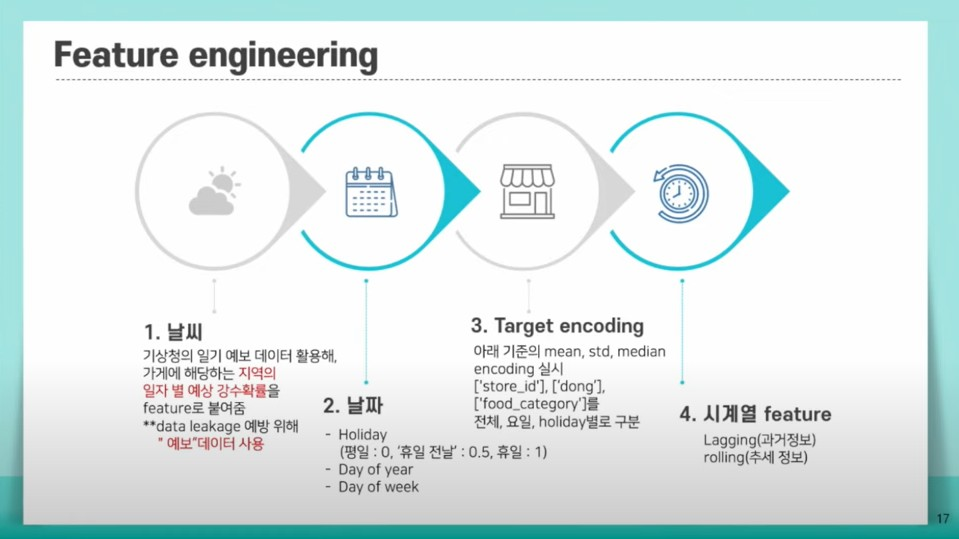 Feature engineering
1. 날씨
기상청의 일기 예보 데이터 활용해,
가게에 해당하는 지역의
일자 별 예상 강수확률을
feature로 붙여줌
**data leakage 예방 위해
" 예보"데이터 사용
2. 날짜
- Holiday
(평일 : 0, '휴일 전날' : 0.5, 휴일 : 1)
- Day of year
- Day of week
3. Target encoding
아래 기준의 mean, std, median
encoding 실시
['store_id'], ['dong'],
['food_category']를
전체, 요일, holiday별로 구분
4. 시계열 feature
Lagging(과거정보)
rolling(추세 정보)
17